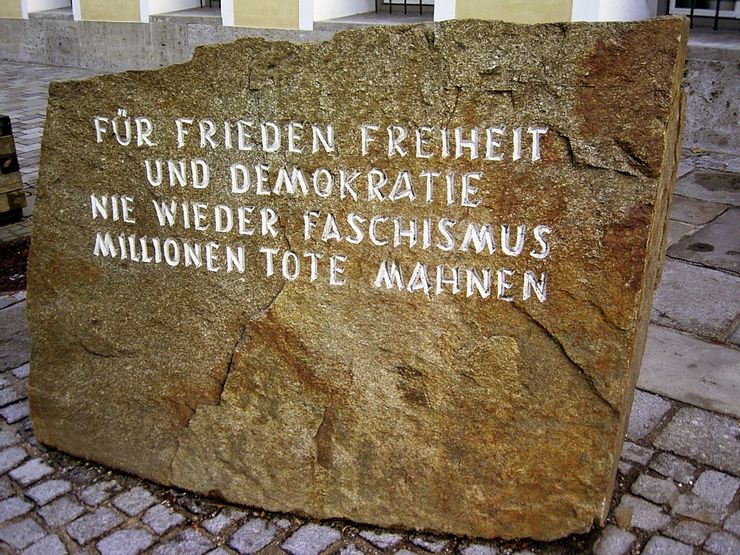 FÜR FRIEDEN FREIHEIT
UND DEMOKRATIE
NIE WIEDER FASCHISMUS
MILLIONEN TOTE MAHNEN